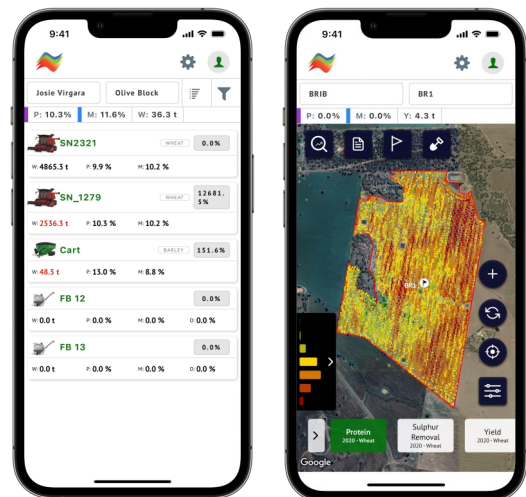 9:41
Josie Virgara
Olive Block
P: 10.3% M: 11.6% W: 36.3 t
SN2321 WHEAT 0.0%
W: 4865.3 t P: 9.9 % M: 10.2 %
SN_1279 WHEAT 12681.
5%
W: 2536.3 t P: 10.3 % M: 10.2 %
Cart BARLEY 151.6%
W: 48.5 t P: 13.0 % M: 8.8 %
FB 12 0.0%
W: 0.0 t P: 0.0 % M: 0.0 % O: 0.0 %
FB 13 0.0%
W: 0.0 t P: 0.0 % M: 0.0 % O: 0.0 %
9:41
BRIB
BR1
P: 0.0% M: 0.0% Y: 4.3 t
BR1
P
Protein
2020 - Wheat
Sulphur
Removal
2020 - Wheat
Yield
2020 - Wheat
Google